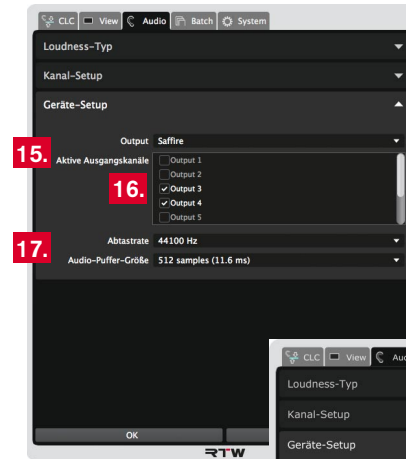 CLC View Audio Batch System
Loudness-Typ
Kanal-Setup
Geräte-Setup
Output Saffire
15. Aktive Ausgangskanäle Output 1
Output 2
16. Output 3
Output 4
Output 5
17. Abtastrate 44100 Hz
Audio-Puffer-Größe 512 samples (11.6 ms)
OK
RTW
CLC View Aud
Loudness-Typ
Kanal-Setup
Geräte-Setup